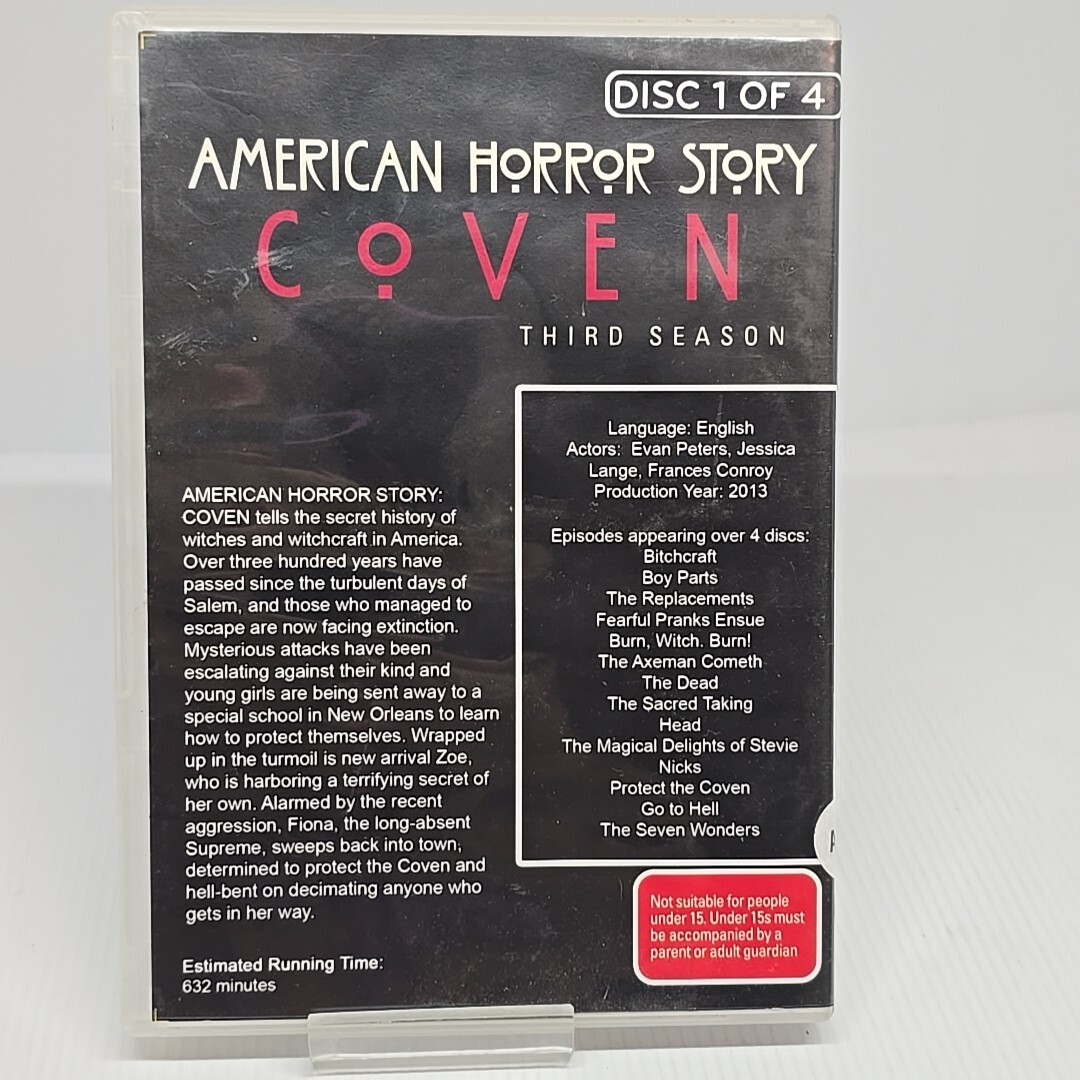 DISC 1 OF 4
AMERICAN HORROR STORY
COVEN
THIRD SEASON
Language: English
Actors: Evan Peters, Jessica
Lange, Frances Conroy
Production Year: 2013
Episodes appearing over 4 discs:
Bitchcraft
Boy Parts
The Replacements
Fearful Pranks Ensue
Burn, Witch. Burn!
The Axeman Cometh
The Dead
The Sacred Taking
Head
The Magical Delights of Stevie
Nicks
Protect the Coven
Go to Hell
The Seven Wonders
AMERICAN HORROR STORY:
COVEN tells the secret history of
witches and witchcraft in America.
Over three hundred years have
passed since the turbulent days of
Salem, and those who managed to
escape are now facing extinction.
Mysterious attacks have been
escalating against their kind and
young girls are being sent away to a
special school in New Orleans to learn
how to protect themselves. Wrapped
up in the turmoil is new arrival Zoe,
who is harboring a terrifying secret of
her own. Alarmed by the recent
aggression, Fiona, the long-absent
Supreme, sweeps back into town,
determined to protect the Coven and
hell-bent on decimating anyone who
gets in her way.
Estimated Running Time:
632 minutes
Not suitable for people
under 15. Under 15s must
be accompanied by a
parent or adult guardian